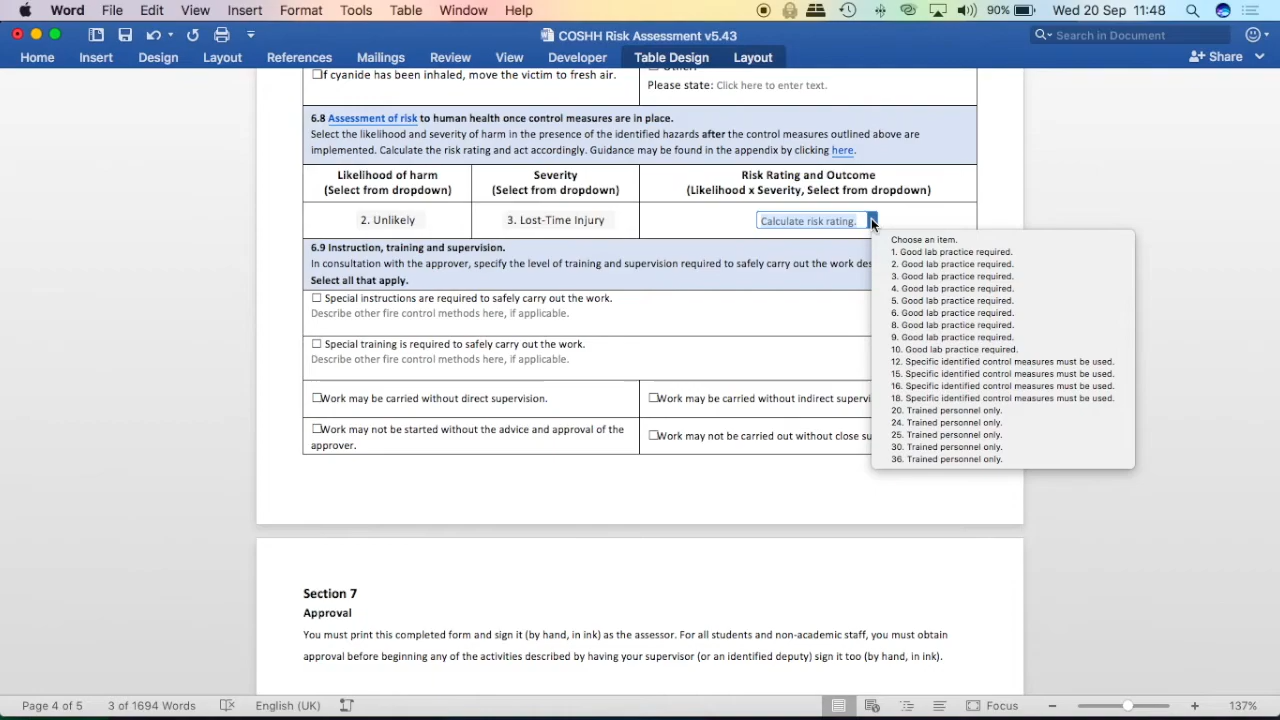 Word File Edit View Insert Format Tools Table Window Help 90% Wed 20 Sep 11:48
COSHH Risk Assessment v5.43
Search in Document
Home Insert Design Layout References Mailings Review View Developer Table Design Layout Share
If cyanide has been inhaled, move the victim to fresh air.
Please state: Click here to enter text.
6.8 Assessment of risk to human health once control measures are in place.
Select the likelihood and severity of harm in the presence of the identified hazards after the control measures outlined above are
implemented. Calculate the risk rating and act accordingly. Guidance may be found in the appendix by clicking here.
Likelihood of harm
(Select from dropdown)
Severity
(Select from dropdown)
Risk Rating and Outcome
(Likelihood x Severity, Select from dropdown)
2. Unlikely
3. Lost-Time Injury
Calculate risk rating.
Choose an item.
1. Good lab practice required.
2. Good lab practice required.
3. Good lab practice required.
4. Good lab practice required.
5. Good lab practice required.
6. Good lab practice required.
8. Good lab practice required.
9. Good lab practice required.
10. Good lab practice required.
12. Specific identified control measures must be used.
15. Specific identified control measures must be used.
16. Specific identified control measures must be used.
18. Specific identified control measures must be used.
20. Trained personnel only.
24. Trained personnel only.
25. Trained personnel only.
30. Trained personnel only.
36. Trained personnel only.
6.9 Instruction, training and supervision.
In consultation with the approver, specify the level of training and supervision required to safely carry out the work des
Select all that apply.
☐ Special instructions are required to safely carry out the work.
Describe other fire control methods here, if applicable.
☐ Special training is required to safely carry out the work.
Describe other fire control methods here, if applicable.
☐Work may be carried without direct supervision.
☐Work may be carried without indirect supervi
☐Work may not be started without the advice and approval of the
approver.
☐Work may not be carried out without close su
Section 7
Approval
You must print this completed form and sign it (by hand, in ink) as the assessor. For all students and non-academic staff, you must obtain
approval before beginning any of the activities described by having your supervisor (or an identified deputy) sign it too (by hand, in ink).
Page 4 of 5 3 of 1694 Words English (UK) Focus 137%